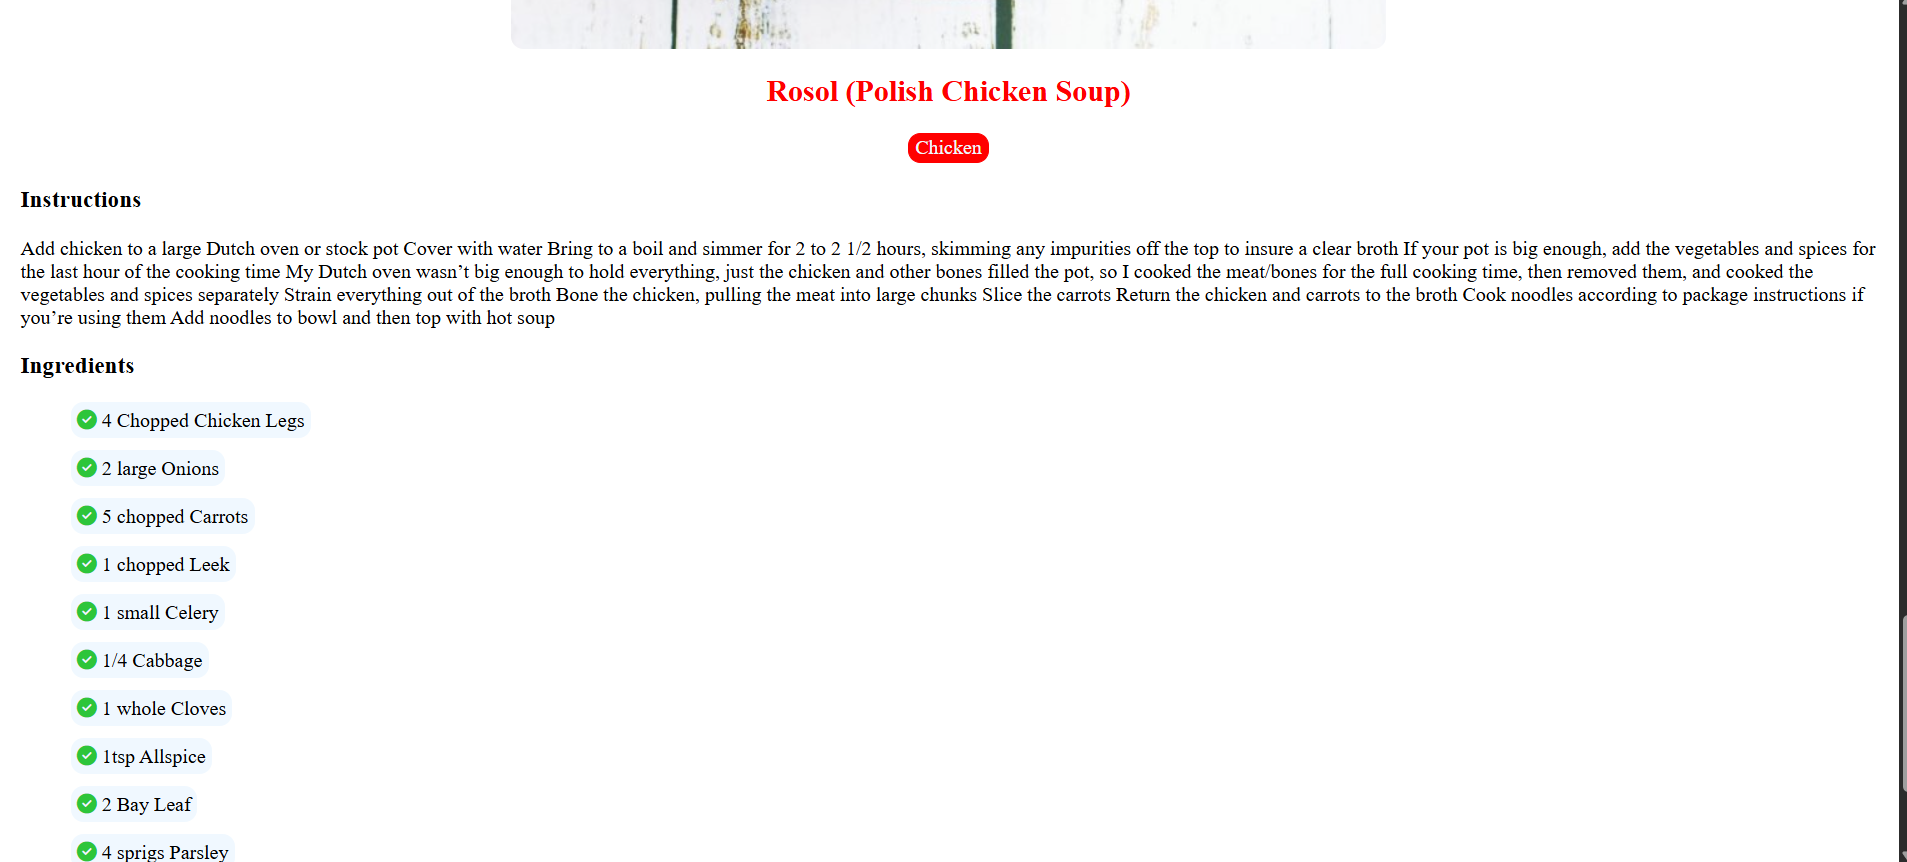 Rosol (Polish Chicken Soup)
Chicken
Instructions
Add chicken to a large Dutch oven or stock pot Cover with water Bring to a boil and simmer for 2 to 2 1/2 hours, skimming any impurities off the top to insure a clear broth If your pot is big enough, add the vegetables and spices for
the last hour of the cooking time My Dutch oven wasn’t big enough to hold everything, just the chicken and other bones filled the pot, so I cooked the meat/bones for the full cooking time, then removed them, and cooked the
vegetables and spices separately Strain everything out of the broth Bone the chicken, pulling the meat into large chunks Slice the carrots Return the chicken and carrots to the broth Cook noodles according to package instructions if
you’re using them Add noodles to bowl and then top with hot soup
Ingredients
4 Chopped Chicken Legs
2 large Onions
5 chopped Carrots
1 chopped Leek
1 small Celery
1/4 Cabbage
1 whole Cloves
1tsp Allspice
2 Bay Leaf
4 sprigs Parsley